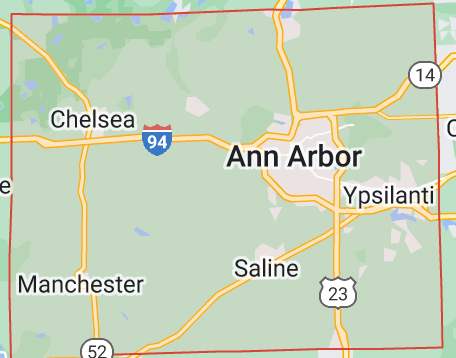 14
Chelsea
94
Ann Arbor
C
e
Ypsilanti
Saline
Manchester
23
52